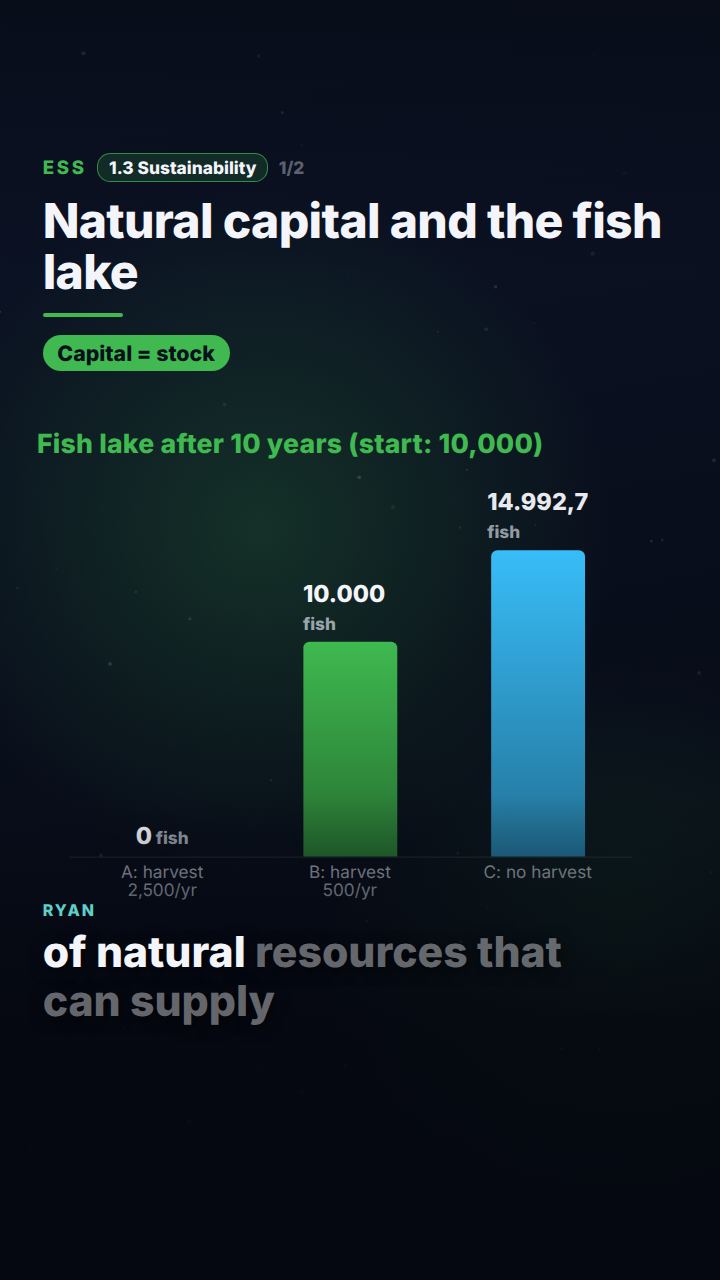 ESS 1.3 Sustainability 1/2
Natural capital and the fish
lake
Capital = stock
Fish lake after 10 years (start: 10,000)
14.992,7
fish
10.000
fish
0 fish
A: harvest
2,500/yr
B: harvest
500/yr
C: no harvest
RYAN
of natural resources that
can supply